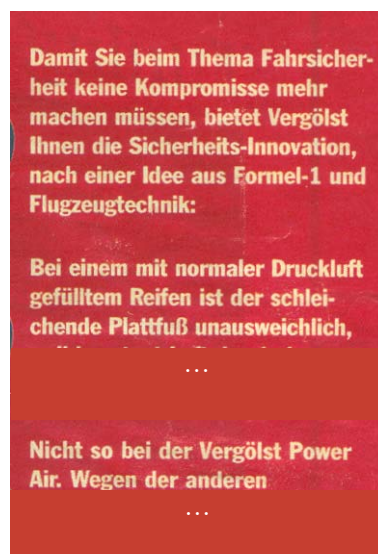 Damit Sie beim Thema Fahrsicher-
heit keine Kompromisse mehr
machen müssen, bietet Vergölst
Ihnen die Sicherheits-Innovation,
nach einer Idee aus Formel-1 und
Flugzeugtechnik:
Bei einem mit normaler Druckluft
gefülltem Reifen ist der schlei-
chende Plattfuß unausweichlich,
...
Nicht so bei der Vergölst Power
Air. Wegen der anderen
...